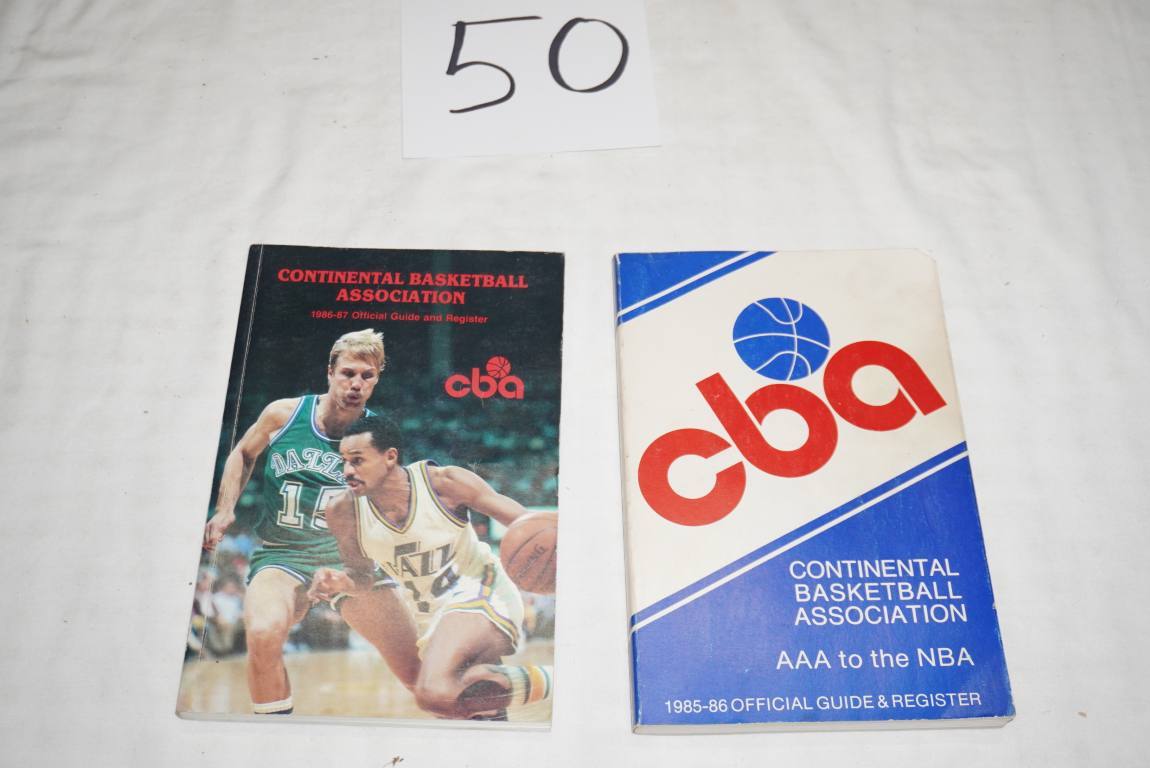 50
CONTINENTAL BASKETBALL
ASSOCIATION
1986-87 Official Guide and Register
cba
15
JAZZ
14
cba
CONTINENTAL
BASKETBALL
ASSOCIATION
AAA to the NBA
1985-86 OFFICIAL GUIDE & REGISTER